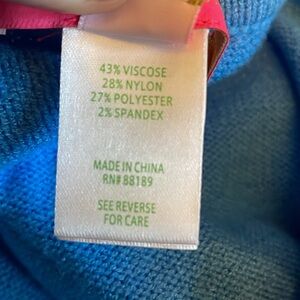 43% VISCOSE
28% NYLON
27% POLYESTER
2% SPANDEX
MADE IN CHINA
RN# 88189
SEE REVERSE
FOR CARE